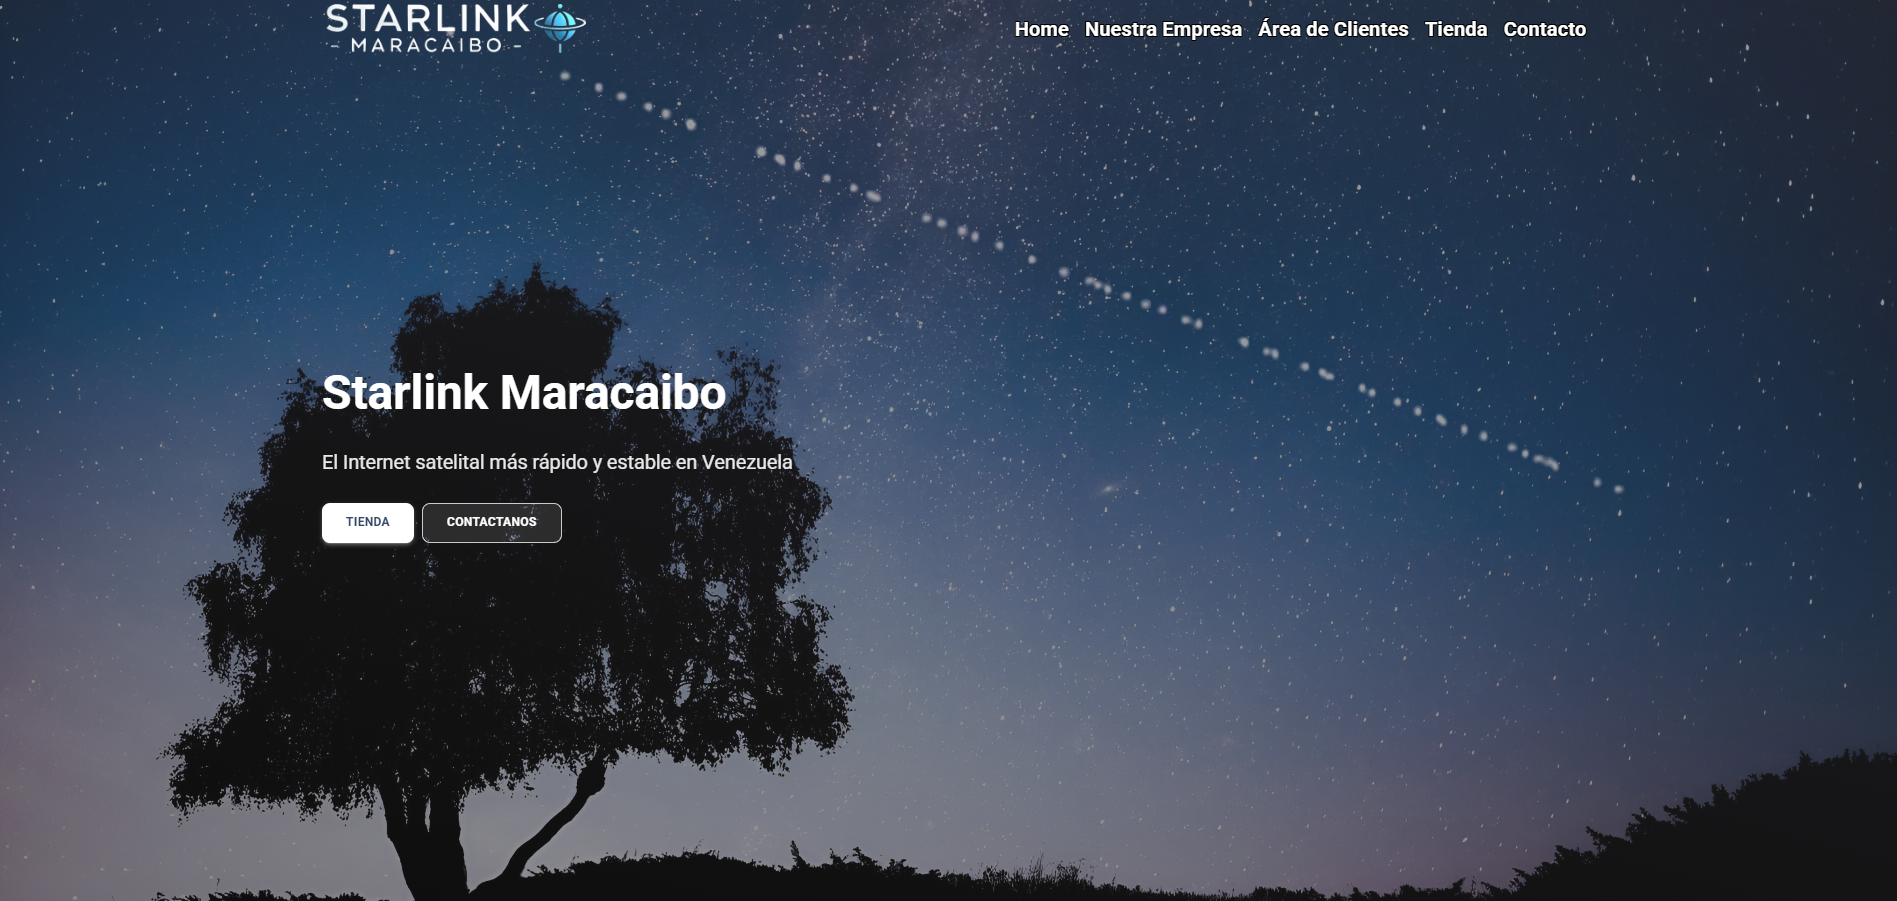 STARLINK
- MARACAIBO -
Home Nuestra Empresa Área de Clientes Tienda Contacto
Starlink Maracaibo
El Internet satelital más rápido y estable en Venezuela
TIENDA CONTACTANOS